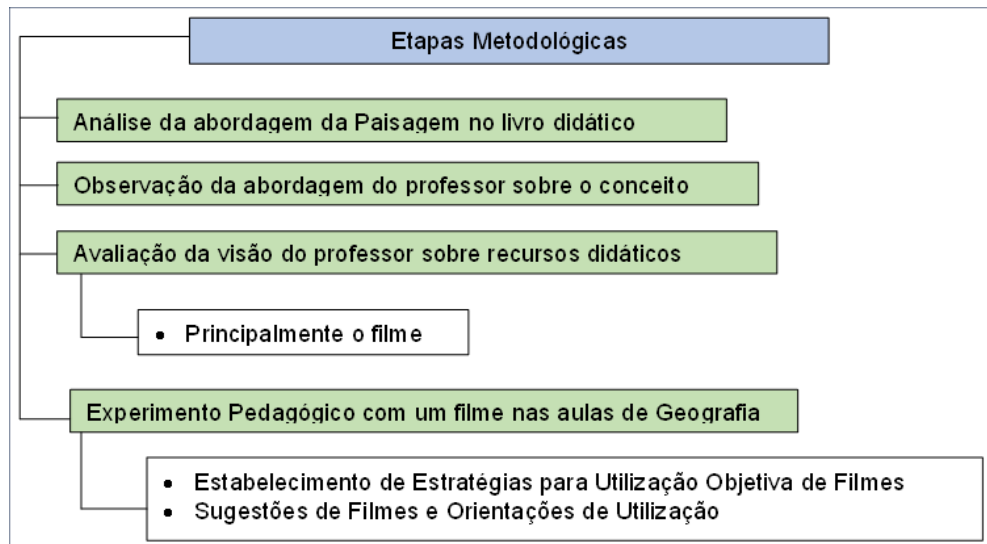 Etapas Metodológicas
Análise da abordagem da Paisagem no livro didático
Observação da abordagem do professor sobre o conceito
Avaliação da visão do professor sobre recursos didáticos
• Principalmente o filme
Experimento Pedagógico com um filme nas aulas de Geografia
• Estabelecimento de Estratégias para Utilização Objetiva de Filmes
• Sugestões de Filmes e Orientações de Utilização